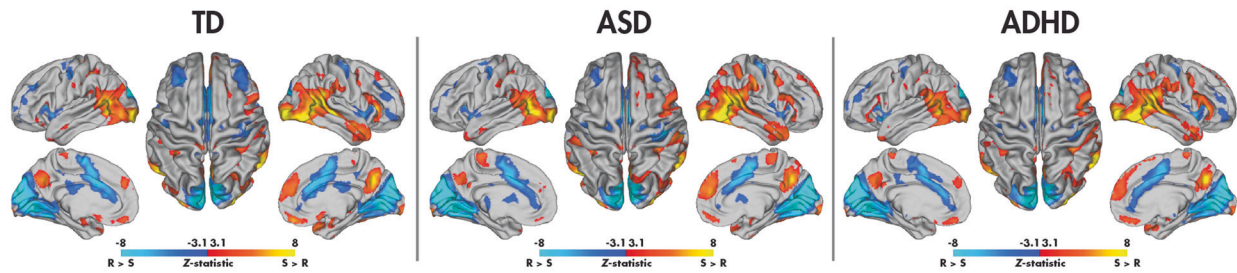 TD
ASD
ADHD
-8 -3.1 3.1 8
R > S Z-statistic S > R
-8 -3.1 3.1 8
R > S Z-statistic S > R
-8 -3.1 3.1 8
R > S Z-statistic S > R